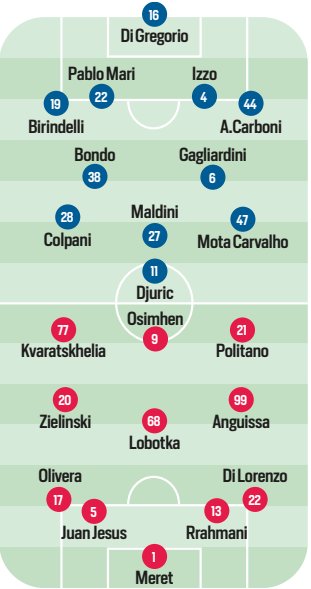 16
Di Gregorio
Pablo Mari Izzo
19 22 4 44
Birindelli A.Carboni
Bondo Gagliardini
38 6
28 Maldini 47
Colpani 27 Mota Carvalho
11
Djuric
Osimhen
77 9 21
Kvaratskhelia Politano
20 68 99
Zielinski Anguissa
Lobotka
Olivera Di Lorenzo
17 5 13 22
Juan Jesus Rrahmani
1
Meret